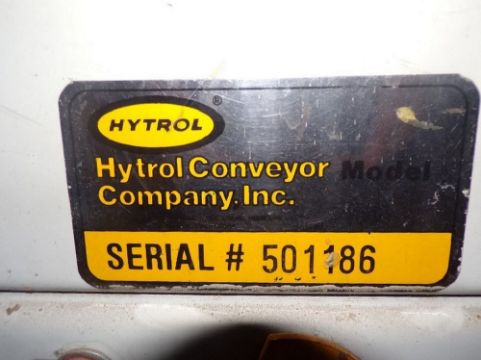 HYTROL®
Hytrol Conveyor Model
Company, Inc.
SERIAL # 501186